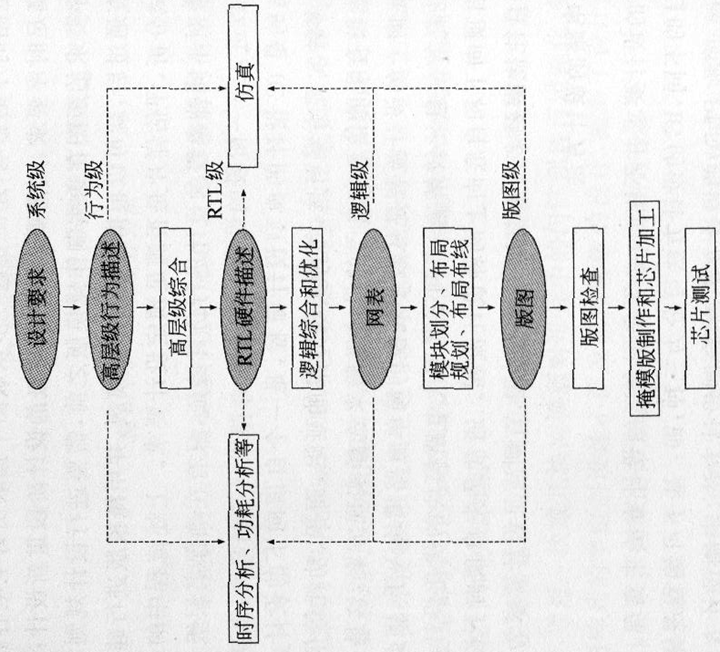 系统级
设计要求
行为级
高层级行为描述
高层级综合
RTL级
仿真
RTL硬件描述
时序分析、功耗分析等
逻辑综合和优化
逻辑级
网表
模块划分、布局
规划、布局布线
版图级
版图
版图检查
掩模版制作和芯片加工
芯片测试